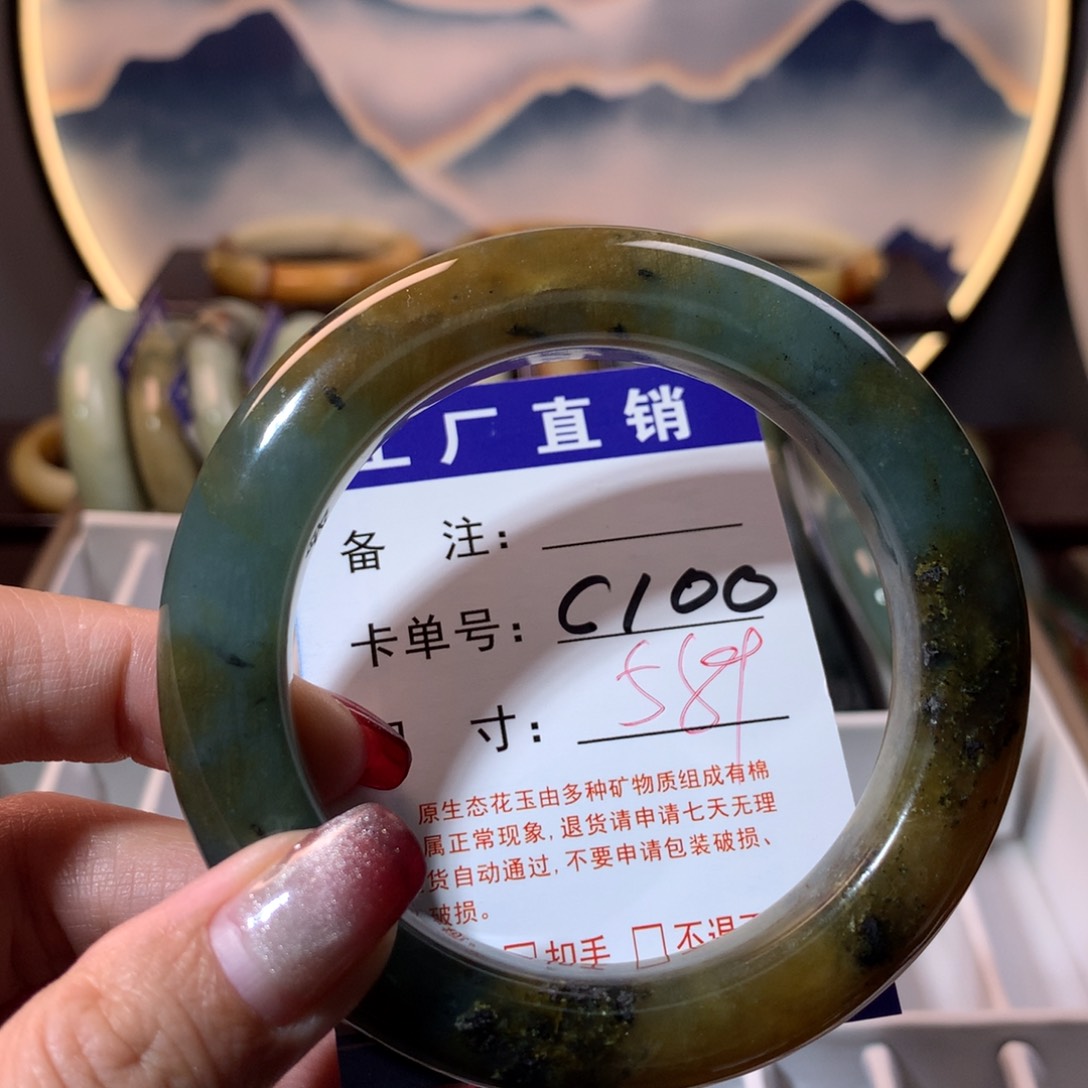 工厂直销
备 注:
卡单号: C100
寸: 589
原生态花玉由多种矿物质组成有棉
属正常现象,退货请申请七天无理
货自动通过,不要申请包装破损、
破损。
□扣手 □不退